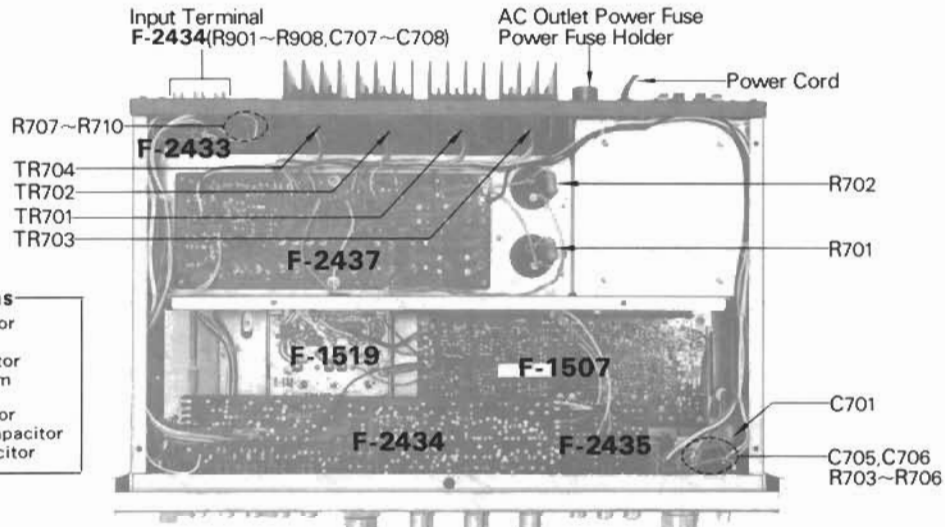 Input Terminal
F-2434(R901~R908,C707~C708)
AC Outlet Power Fuse
Power Fuse Holder
Power Cord
R707~R710
F-2433
TR704
TR702
TR701
TR703
R702
R701
F-2437
F-1519
F-1507
F-2434
F-2435
C701
C705,C706
R703~R706